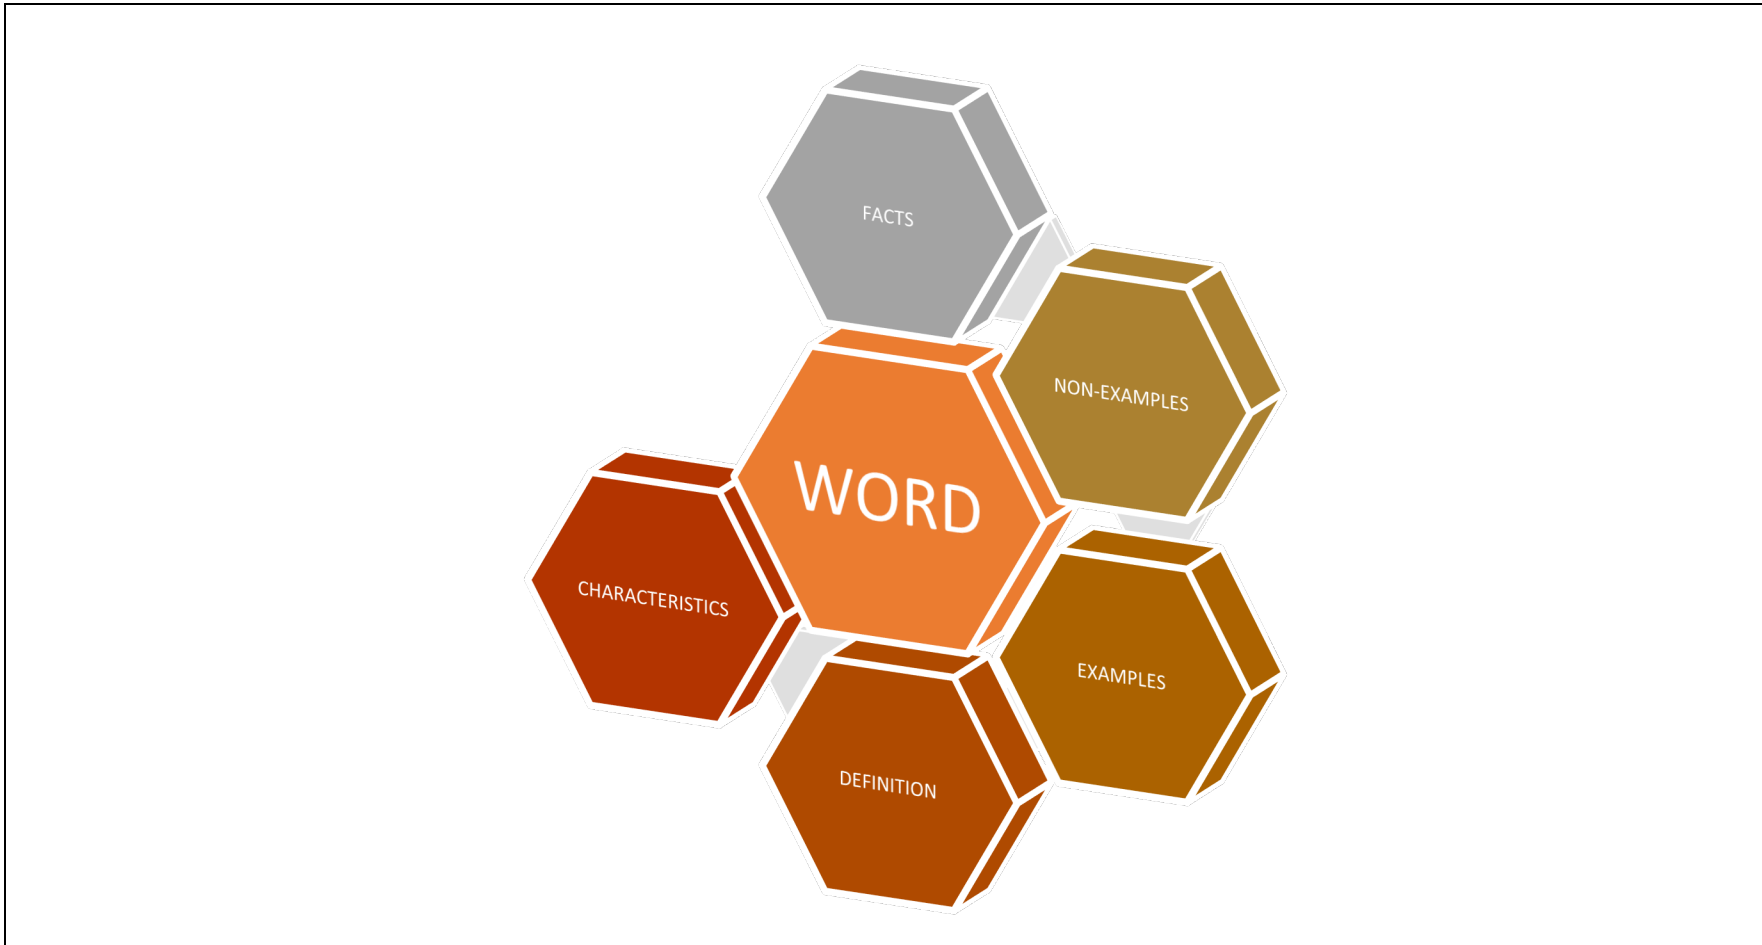 FACTS
NON-EXAMPLES
WORD
CHARACTERISTICS
EXAMPLES
DEFINITION